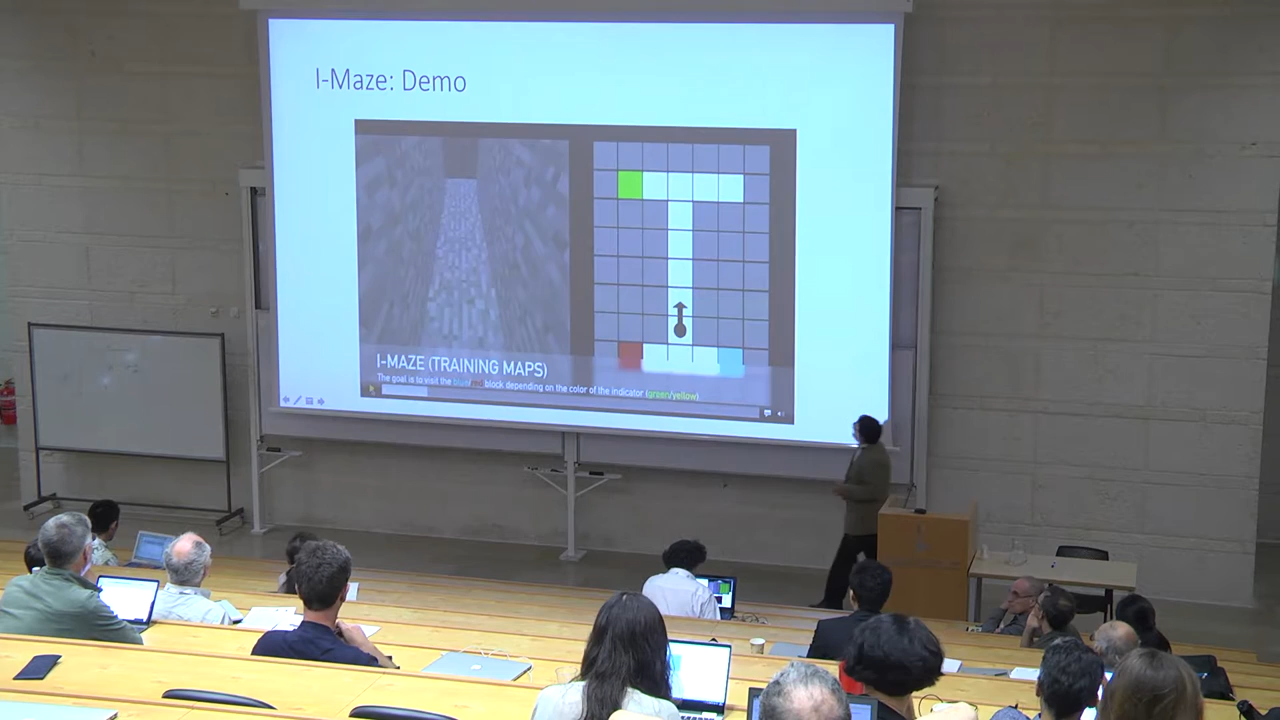 I-Maze: Demo
I-MAZE (TRAINING MAPS)
The goal is to visit the blue/red block depending on the color of the indicator (green/yellow)